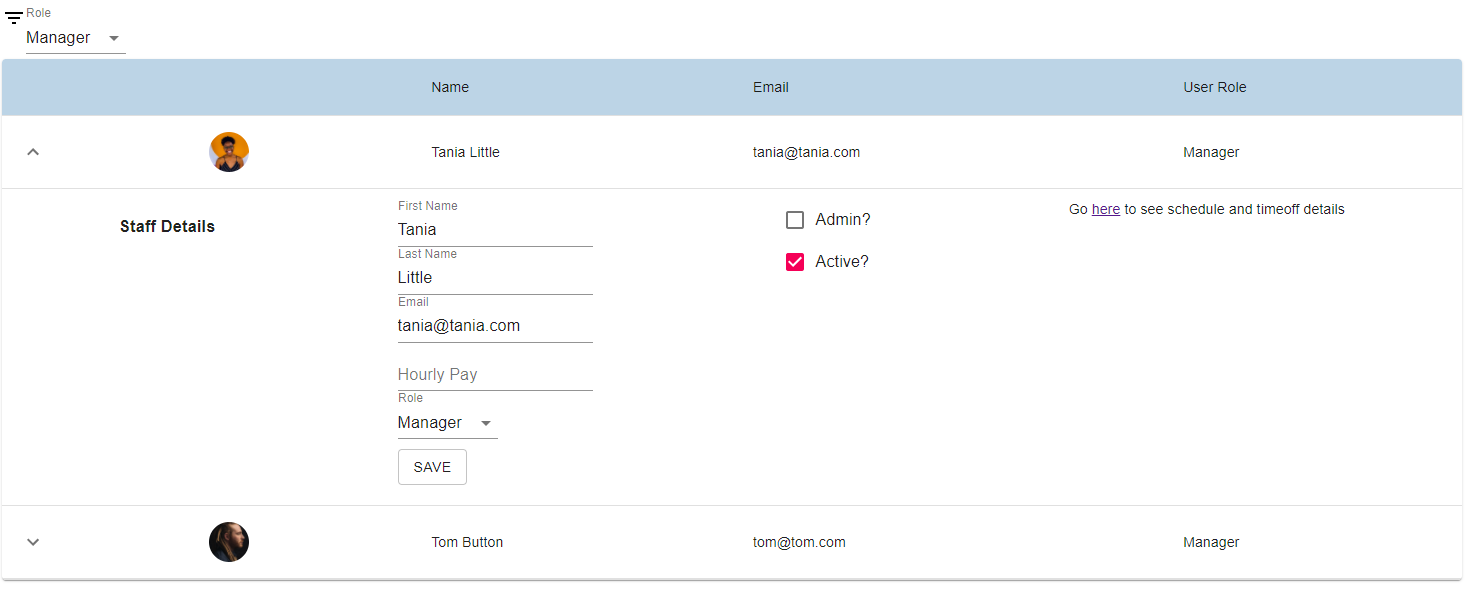 Role
Manager
Name Email User Role
Tania Little tania@tania.com Manager
Staff Details
First Name
Tania
Last Name
Little
Email
tania@tania.com
Hourly Pay
Role
Manager
SAVE
Admin?
Active?
Go here to see schedule and timeoff details
Tom Button tom@tom.com Manager